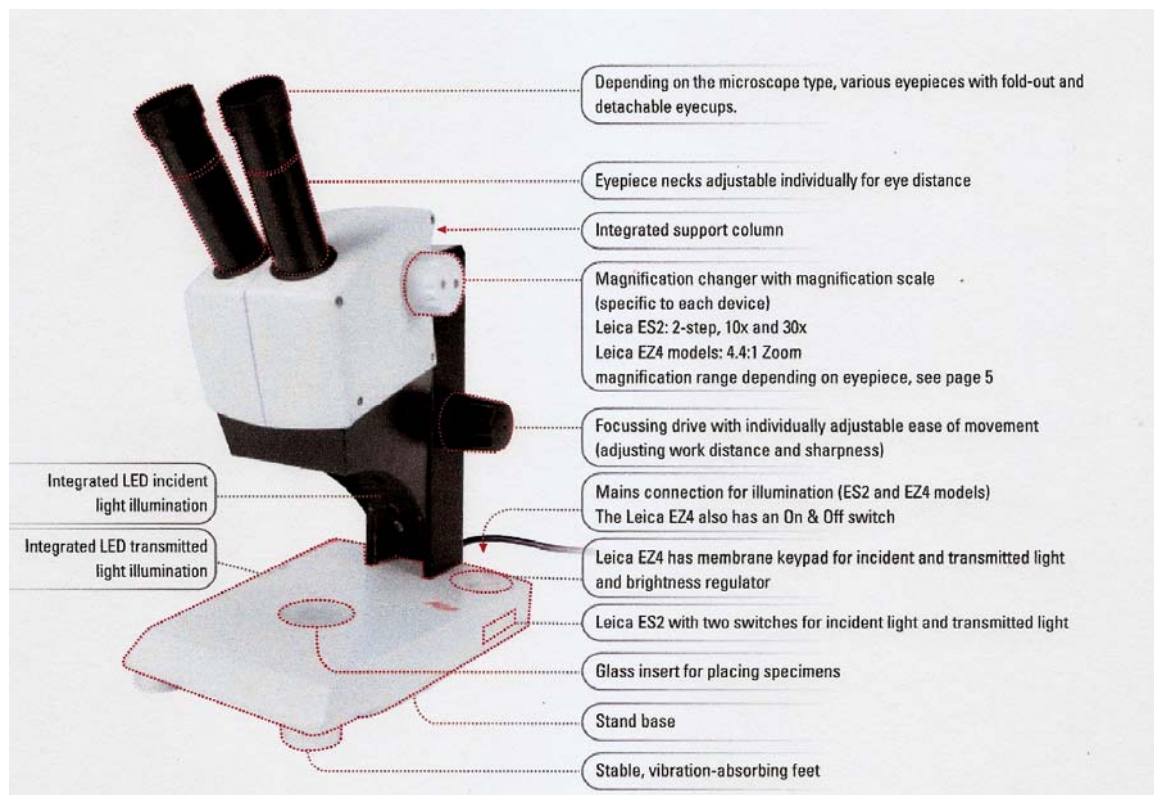 Depending on the microscope type, various eyepieces with fold-out and
detachable eyecups.
Eyepiece necks adjustable individually for eye distance
Integrated support column
Magnification changer with magnification scale
(specific to each device)
Leica ES2: 2-step, 10x and 30x
Leica EZ4 models: 4.4:1 Zoom
magnification range depending on eyepiece, see page 5
Focussing drive with individually adjustable ease of movement
(adjusting work distance and sharpness)
Integrated LED incident
light illumination
Mains connection for illumination (ES2 and EZ4 models)
The Leica EZ4 also has an On & Off switch
Integrated LED transmitted
light illumination
Leica EZ4 has membrane keypad for incident and transmitted light
and brightness regulator
Leica ES2 with two switches for incident light and transmitted light
Glass insert for placing specimens
Stand base
Stable, vibration-absorbing feet